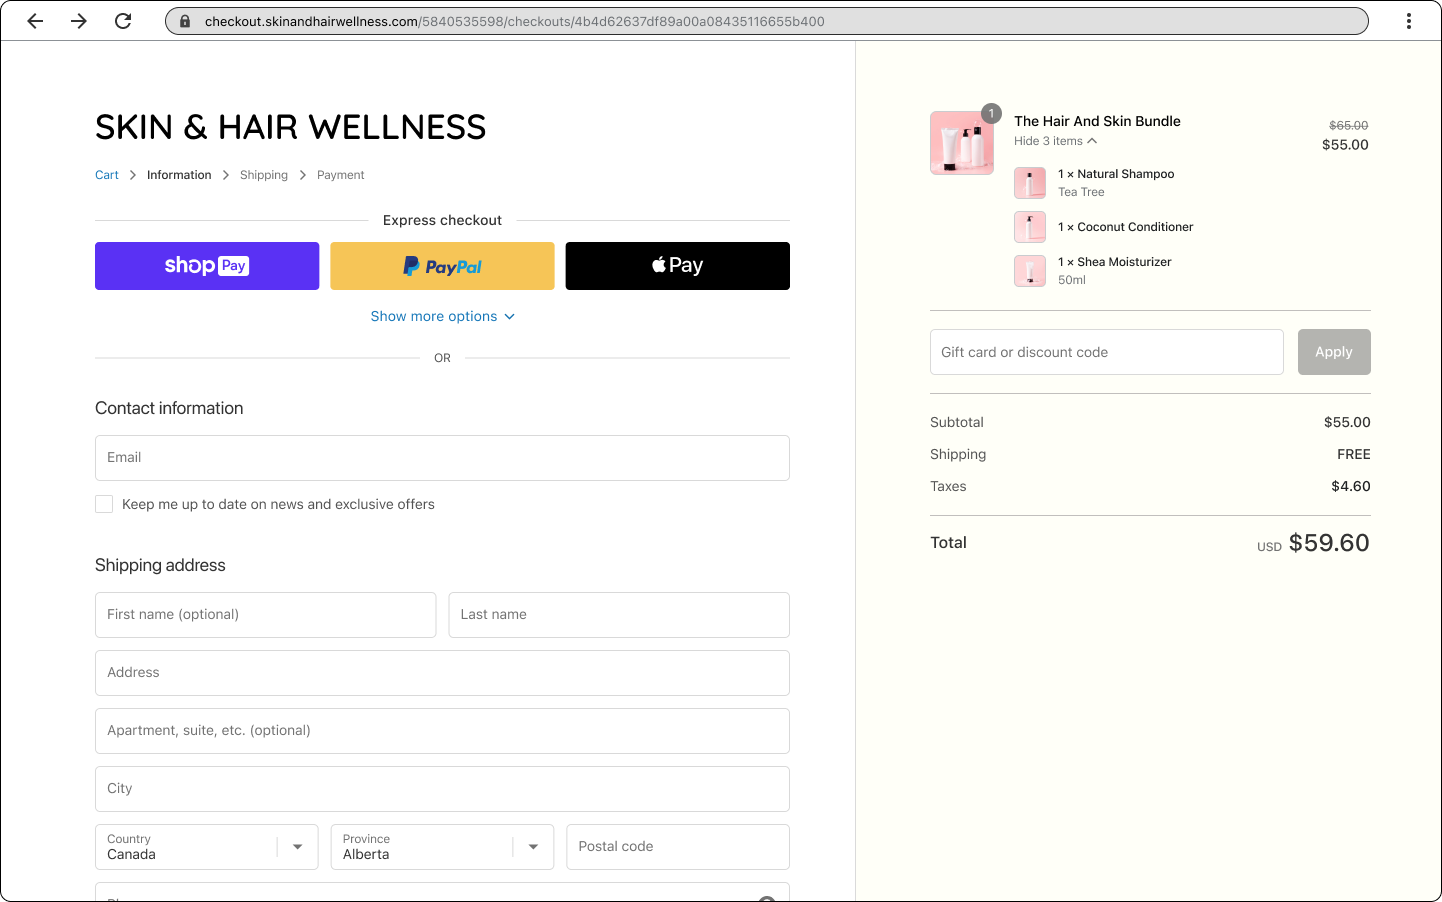 checkout.skinandhairwellness.com/5840535598/checkouts/4b4d62637df89a00a08435116655b400
SKIN & HAIR WELLNESS
Cart > Information > Shipping > Payment
Express checkout
shop Pay
PayPal
Pay
Show more options
OR
Contact information
Email
Keep me up to date on news and exclusive offers
Shipping address
First name (optional)
Last name
Address
Apartment, suite, etc. (optional)
City
Country
Canada
Province
Alberta
Postal code
1
The Hair And Skin Bundle
$65.00
Hide 3 items
$55.00
1 × Natural Shampoo
Tea Tree
1 × Coconut Conditioner
1 × Shea Moisturizer
50ml
Gift card or discount code
Apply
Subtotal $55.00
Shipping FREE
Taxes $4.60
Total USD $59.60